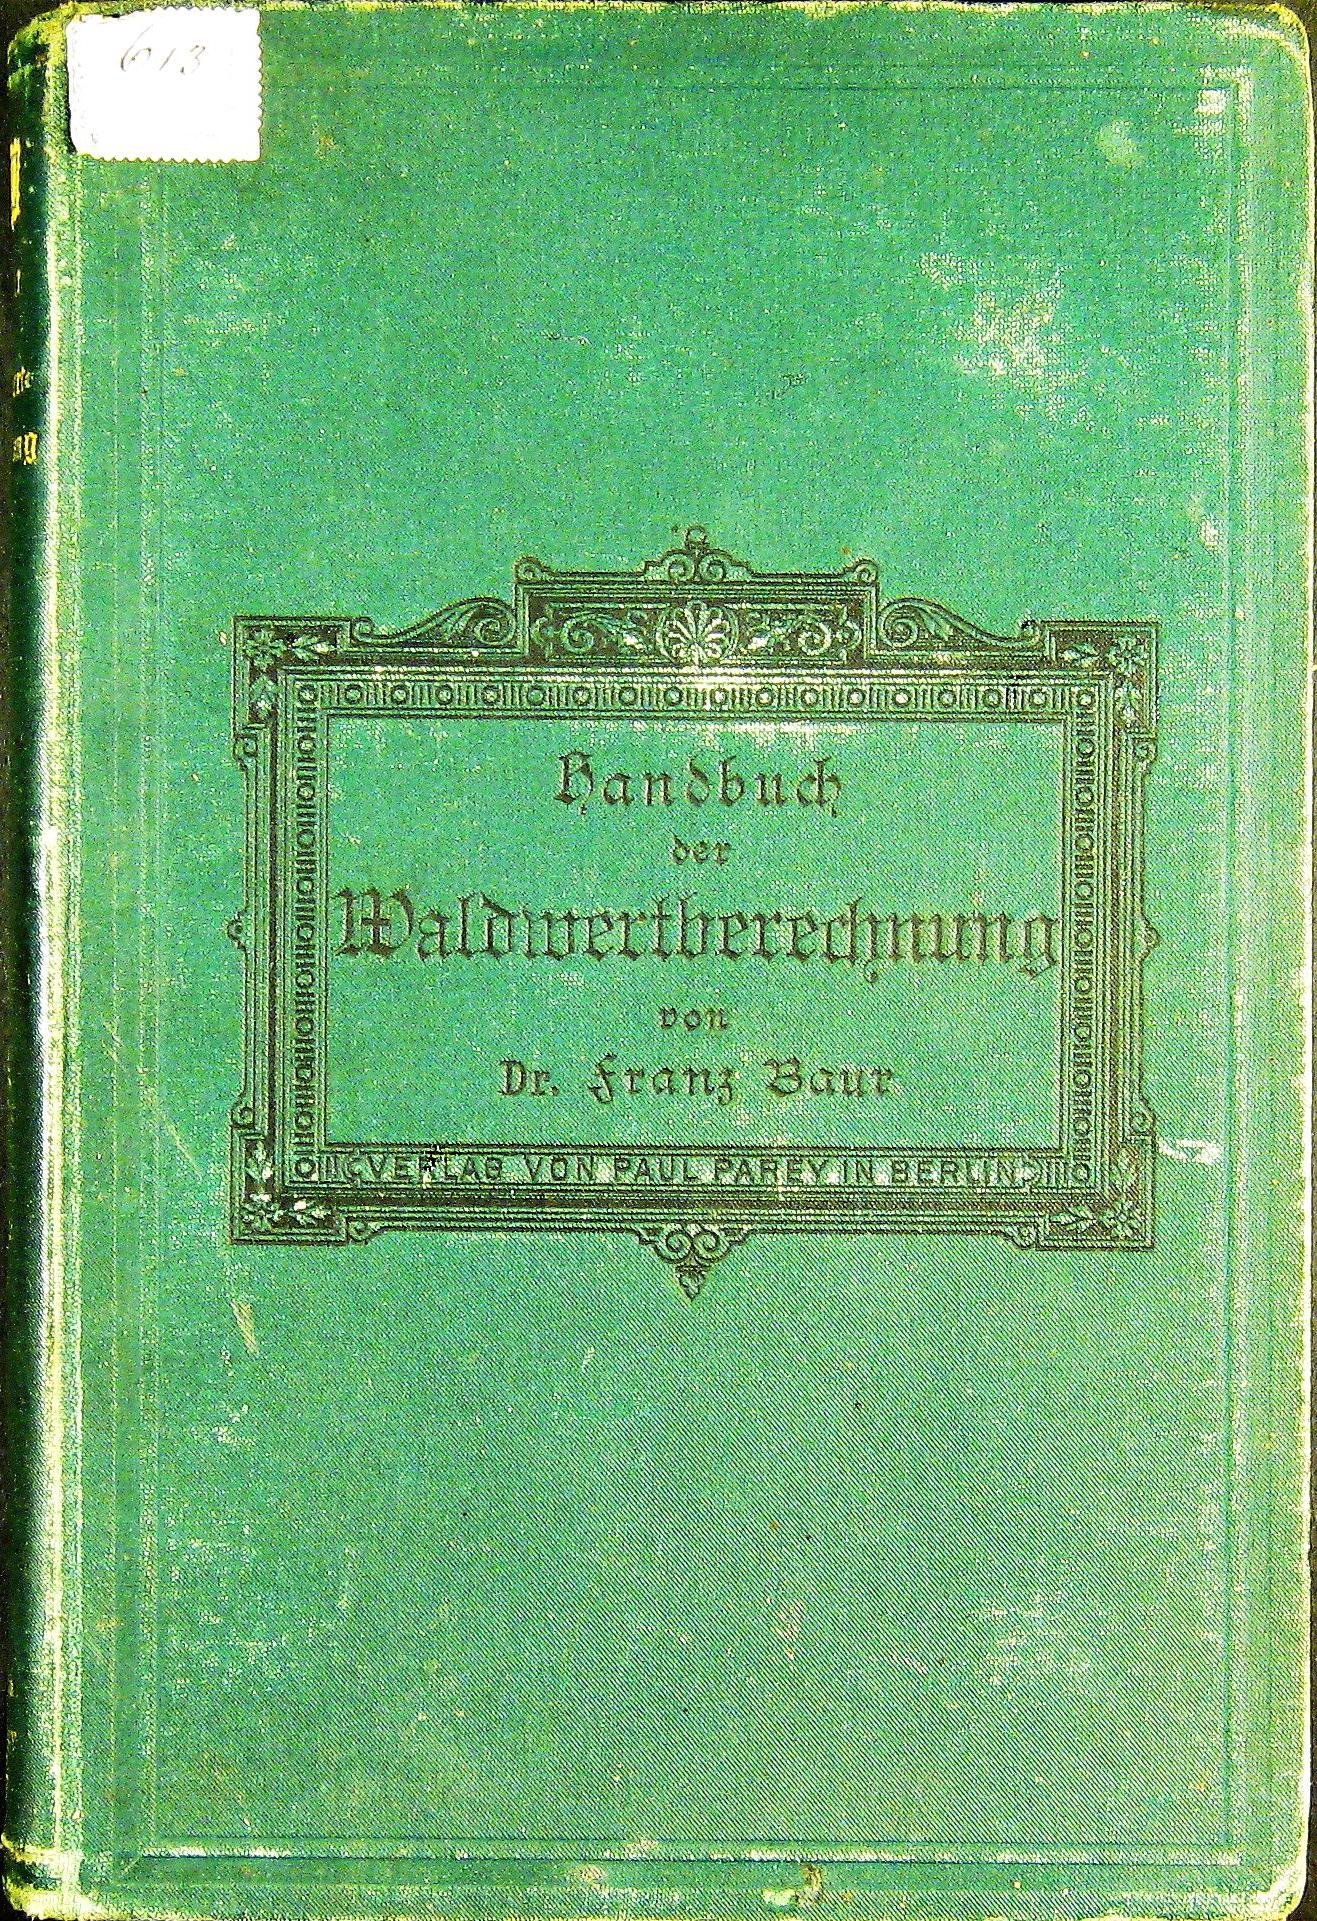 613
Handbuch
der
Waldwertberechnung
von
Dr. Franz Baur
VERLAG VON PAUL PAREY IN BERLIN